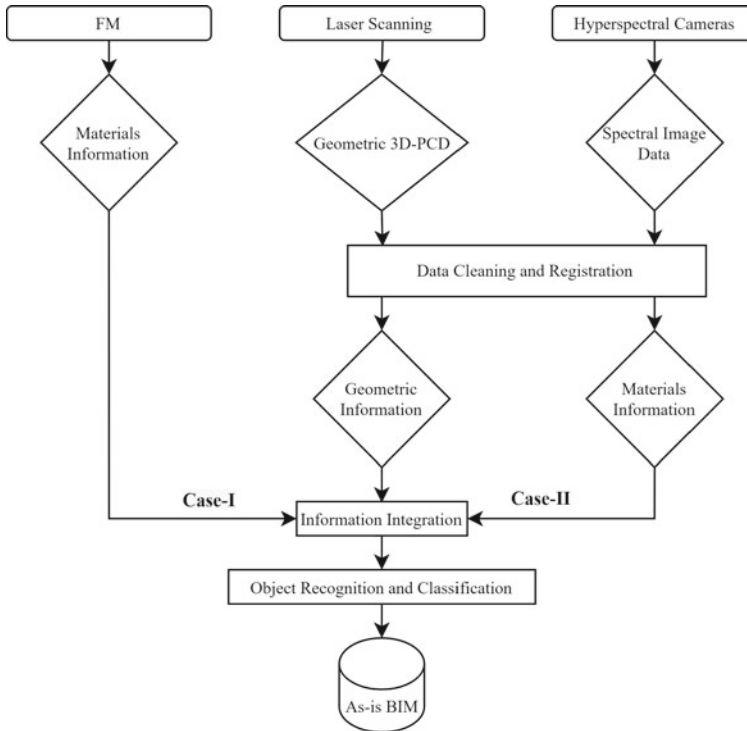 FM
Laser Scanning
Hyperspectral Cameras
Materials
Information
Geometric 3D-PCD
Spectral Image
Data
Data Cleaning and Registration
Geometric
Information
Materials
Information
Case-I
Case-II
Information Integration
Object Recognition and Classification
As-is BIM